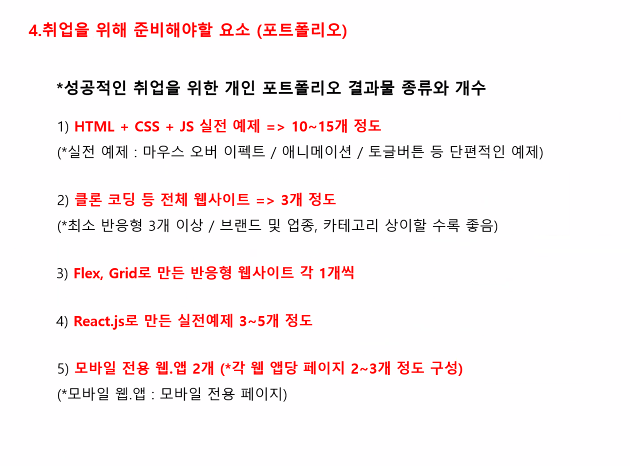 4.취업을 위해 준비해야할 요소 (포트폴리오)
*성공적인 취업을 위한 개인 포트폴리오 결과물 종류와 개수
1) HTML + CSS + JS 실전 예제 => 10~15개 정도
(*실전 예제 : 마우스 오버 이펙트 / 애니메이션 / 토글버튼 등 단편적인 예제)
2) 클론 코딩 등 전체 웹사이트 => 3개 정도
(*최소 반응형 3개 이상 / 브랜드 및 업종, 카테고리 상이할 수록 좋음)
3) Flex, Grid로 만든 반응형 웹사이트 각 1개씩
4) React.js로 만든 실전예제 3~5개 정도
5) 모바일 전용 웹.앱 2개 (*각 웹 앱당 페이지 2~3개 정도 구성)
(*모바일 웹.앱 : 모바일 전용 페이지)